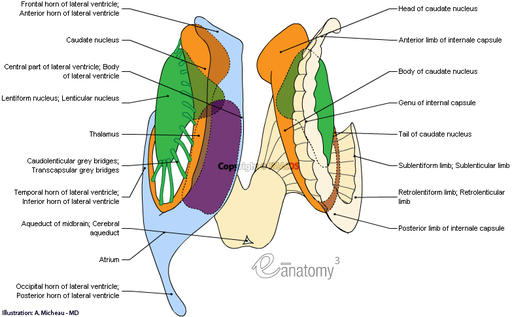 Frontal horn of lateral ventricle;
Anterior horn of lateral ventricle
Caudate nucleus
Central part of lateral ventricle; Body
of lateral ventricle
Lentiform nucleus; Lenticular nucleus
Thalamus
Caudolenticular grey bridges;
Transcapsular grey bridges
Temporal horn of lateral ventricle;
Inferior horn of lateral ventricle
Aqueduct of midbrain; Cerebral
aqueduct
Atrium
Occipital horn of lateral ventricle;
Posterior horn of lateral ventricle
Head of caudate nucleus
Anterior limb of internale capsule
Body of caudate nucleus
Genu of internal capsule
Tail of caudate nucleus
Sublentiform limb; Sublenticular limb
Retrolentiform limb; Retrolenticular
limb
Posterior limb of internale capsule
e-anatomy 3
Illustration: A. Micheau - MD